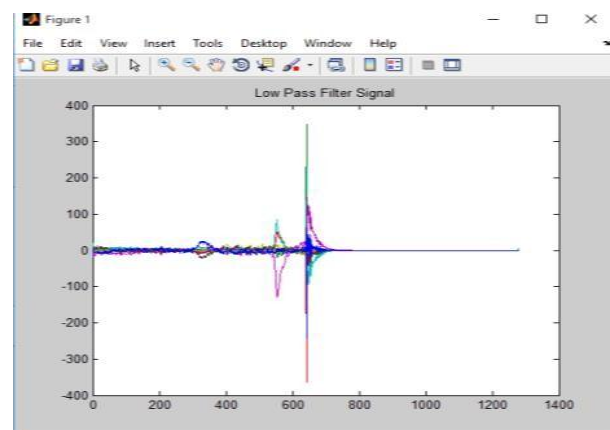 Figure 1
File Edit View Insert Tools Desktop Window Help
Low Pass Filter Signal
400
300
200
100
0
-100
-200
-300
-400
0 200 400 600 800 1000 1200 1400